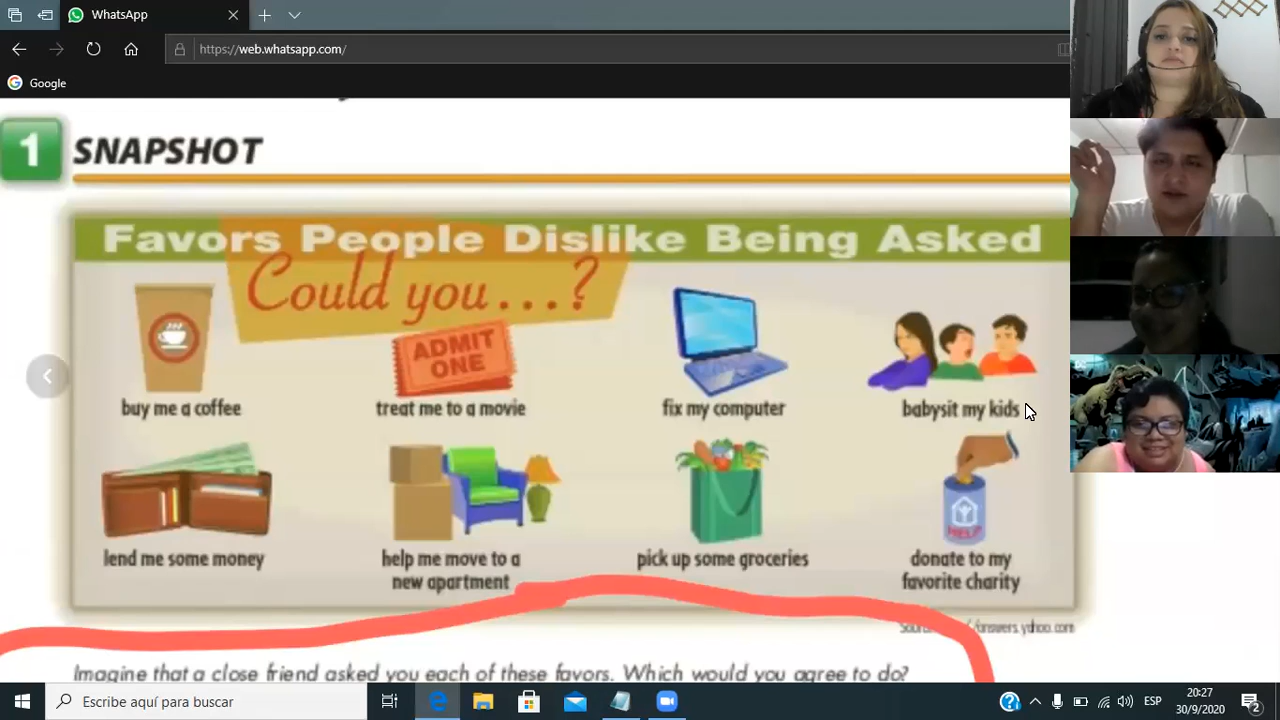 WhatsApp
https://web.whatsapp.com/
Google
1 SNAPSHOT
Favors People Dislike Being Asked
Could you...?
ADMIT
ONE
buy me a coffee
treat me to a movie
fix my computer
babysit my kids
HELP
lend me some money
help me move to a
new apartment
pick up some groceries
donate to my
favorite charity
answers.yahoo.com
Imagine that a close friend asked you each of these favors. Which would you agree to do?
Escribe aquí para buscar
ESP
20:27
30/9/2020
2